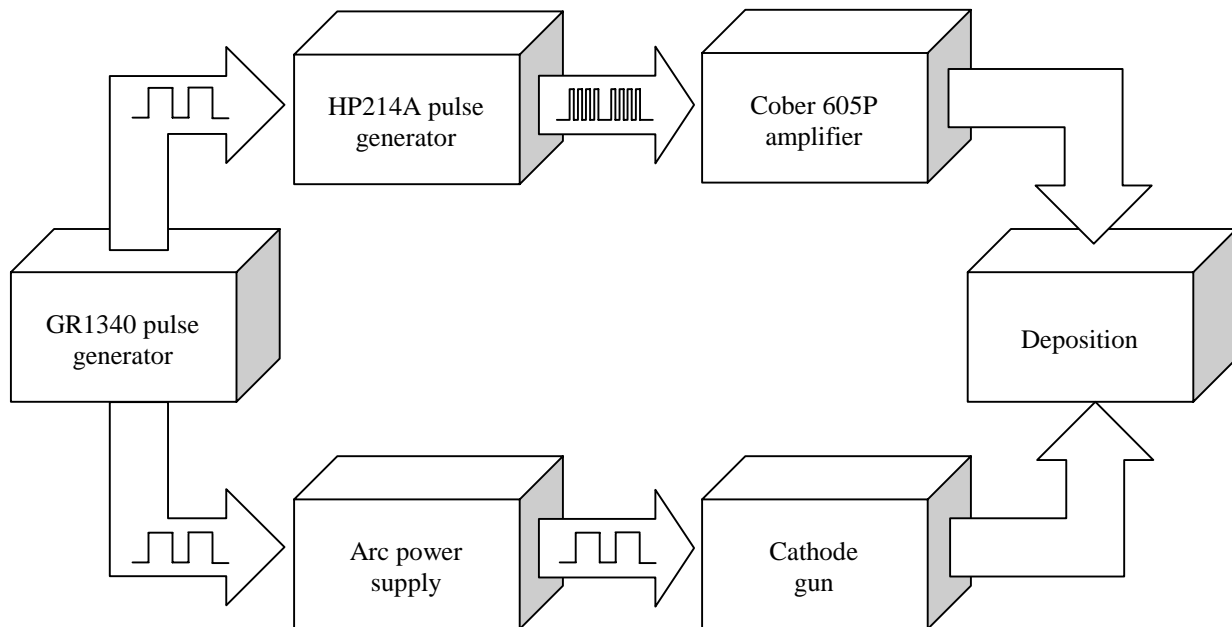 HP214A pulse
generator
Cober 605P
amplifier
GR1340 pulse
generator
Deposition
Arc power
supply
Cathode
gun